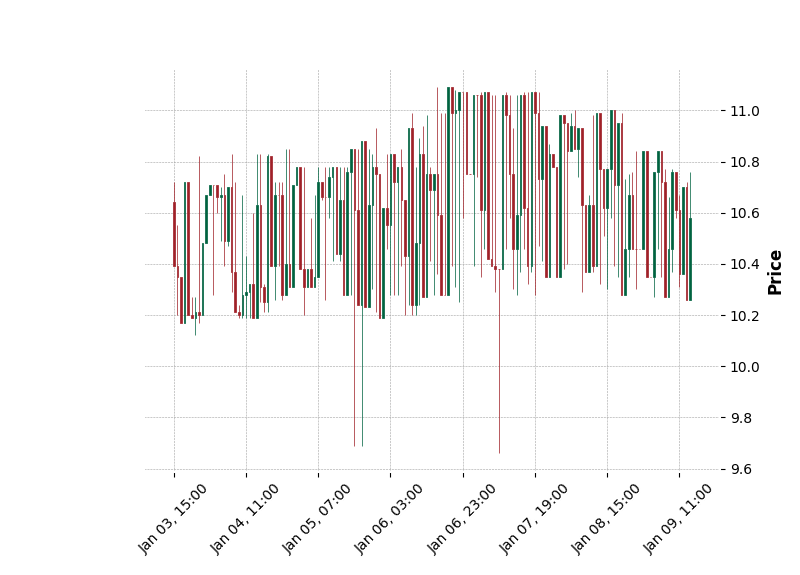 11.0
10.8
10.6
10.4
10.2
10.0
9.8
9.6
Price
Jan 03, 15:00
Jan 04, 11:00
Jan 05, 07:00
Jan 06, 03:00
Jan 06, 23:00
Jan 07, 19:00
Jan 08, 15:00
Jan 09, 11:00